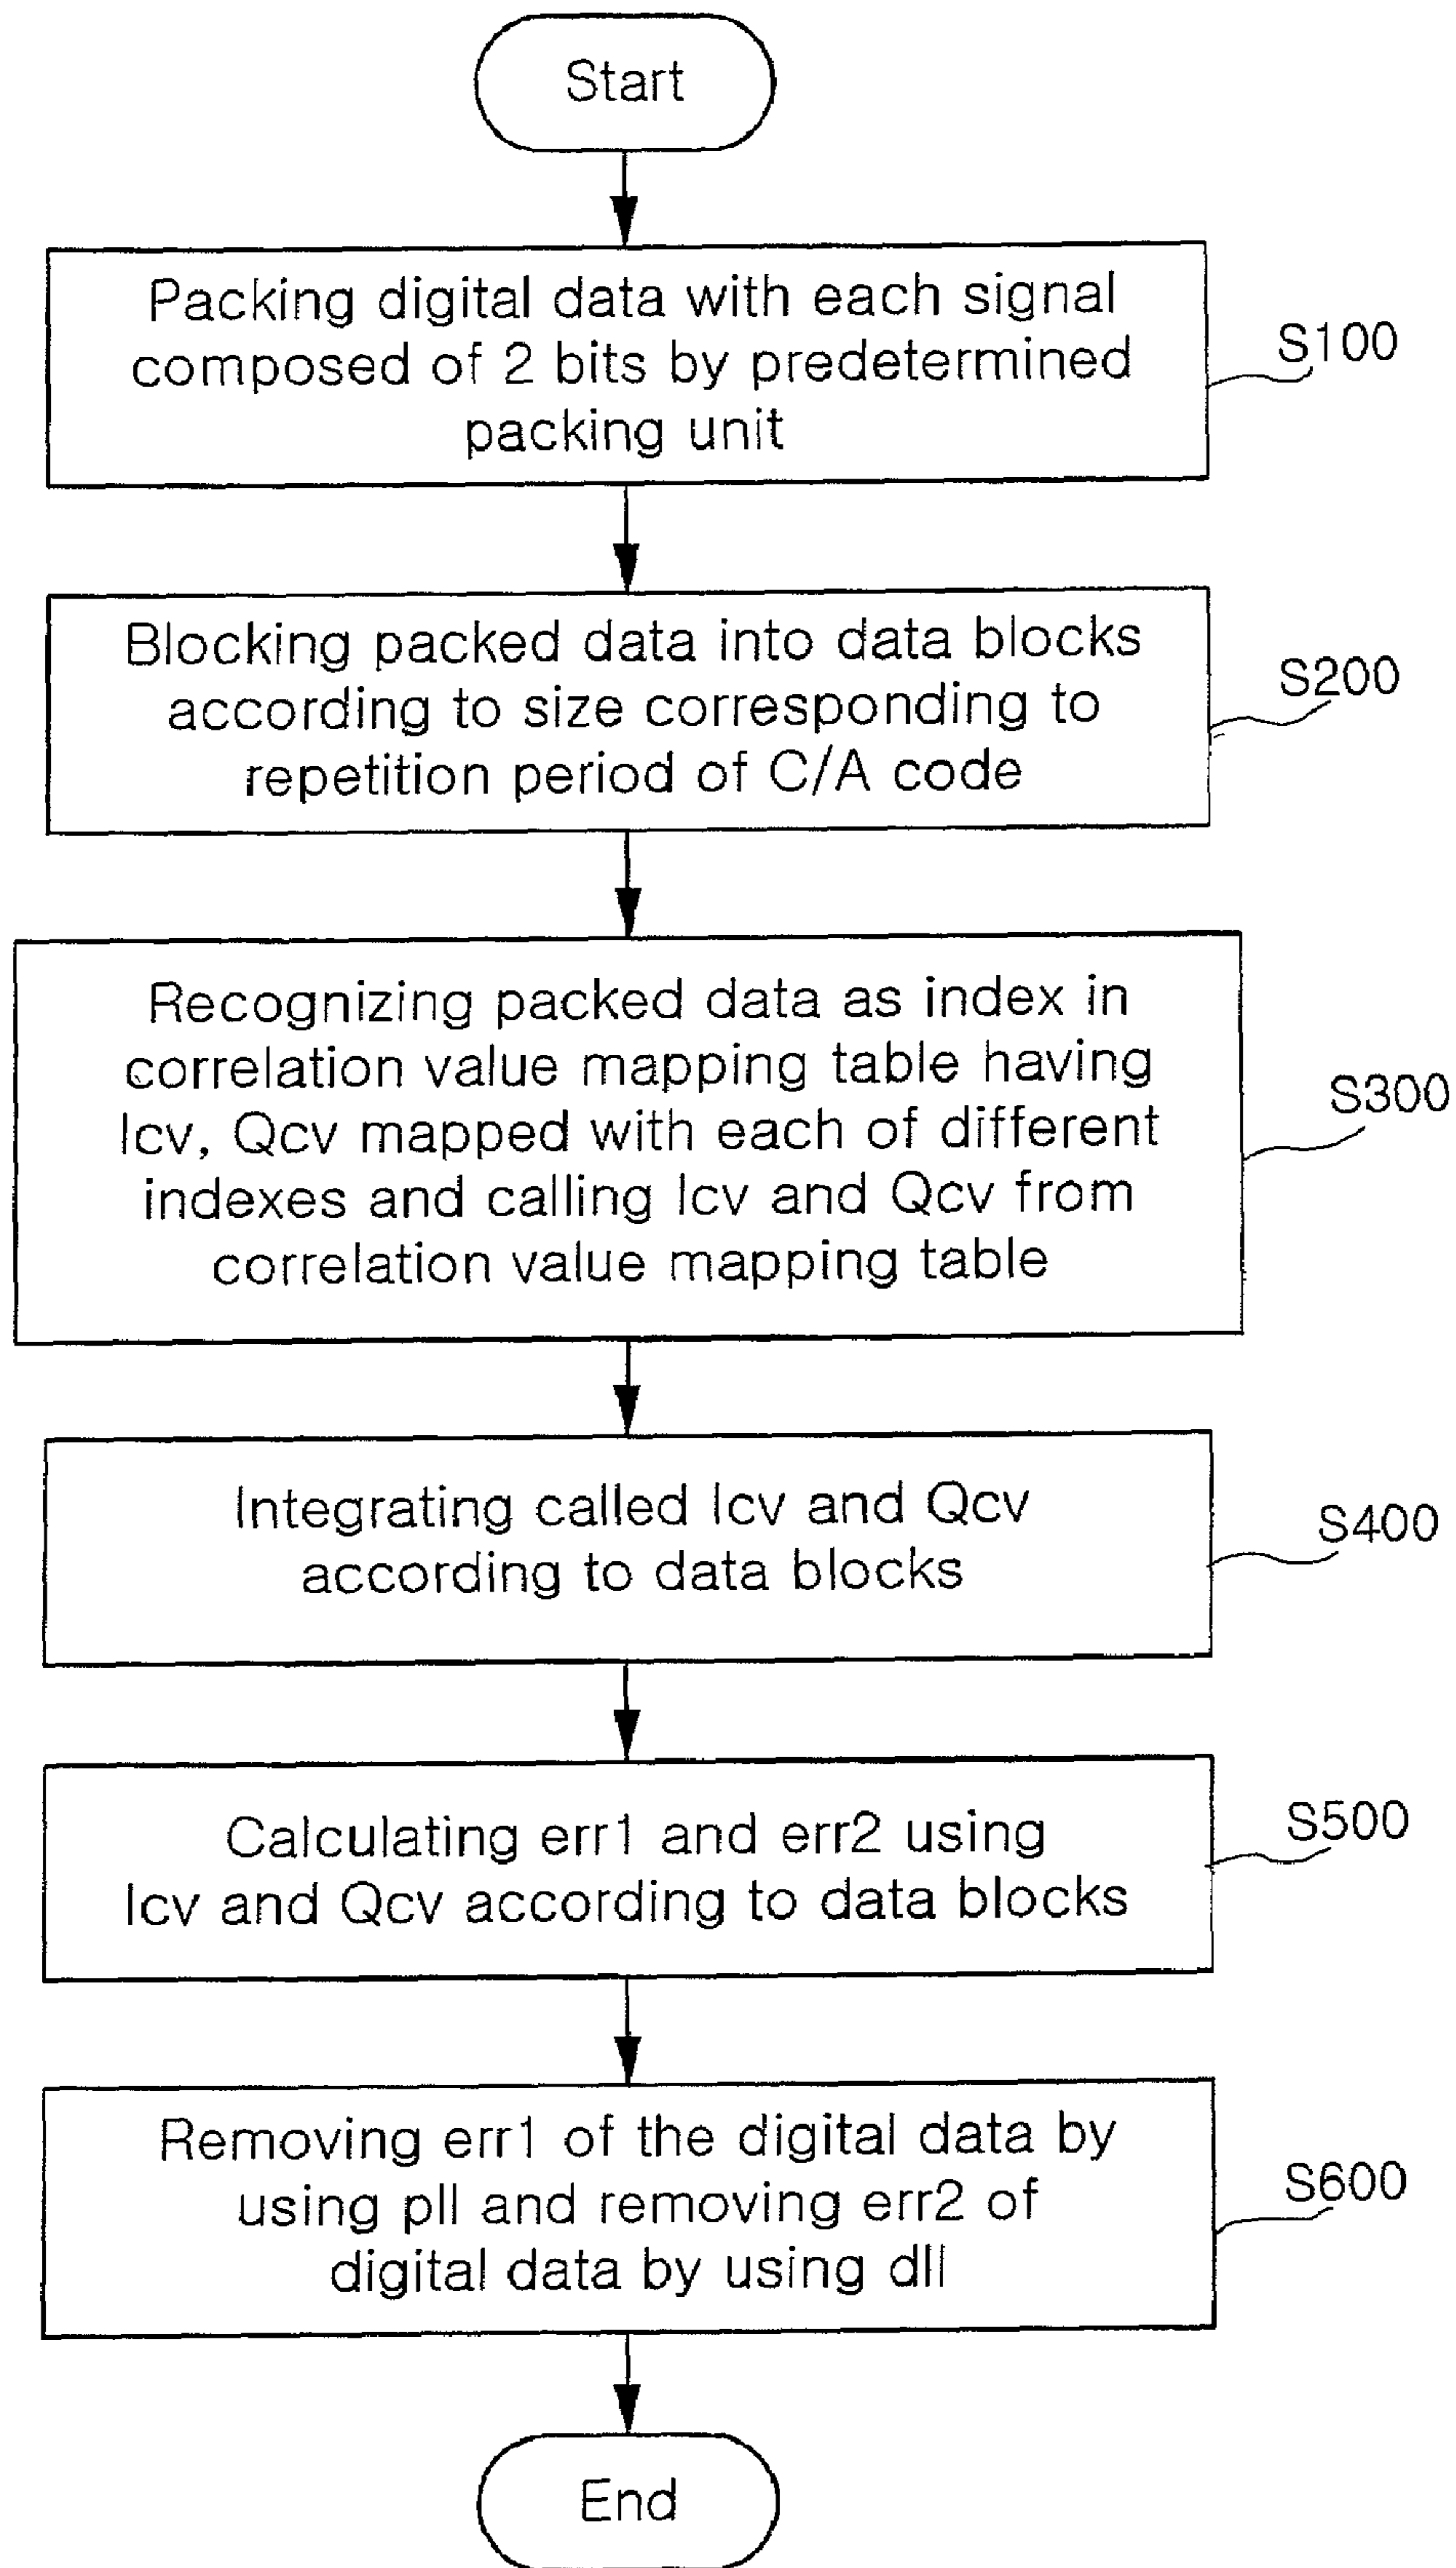 Start
Packing digital data with each signal
composed of 2 bits by predetermined
packing unit
S100
Blocking packed data into data blocks
according to size corresponding to
repetition period of C/A code
S200
Recognizing packed data as index in
correlation value mapping table having
Icv, Qcv mapped with each of different
indexes and calling Icv and Qcv from
correlation value mapping table
S300
Integrating called Icv and Qcv
according to data blocks
S400
Calculating err1 and err2 using
Icv and Qcv according to data blocks
S500
Removing err1 of the digital data by
using pll and removing err2 of
digital data by using dll
S600
End